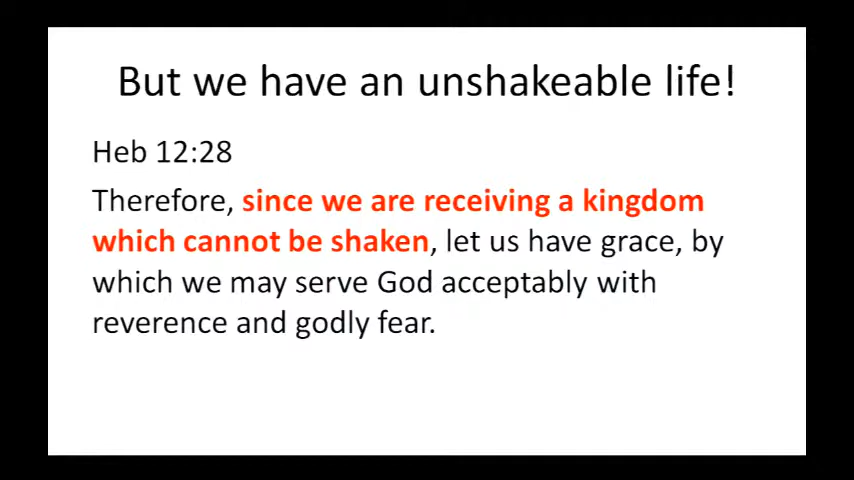 But we have an unshakeable life!
Heb 12:28
Therefore, since we are receiving a kingdom
which cannot be shaken, let us have grace, by
which we may serve God acceptably with
reverence and godly fear.